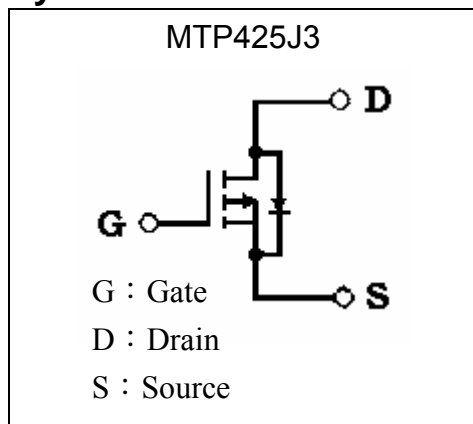 MTP425J3
D
G
S
G：Gate
D：Drain
S：Source